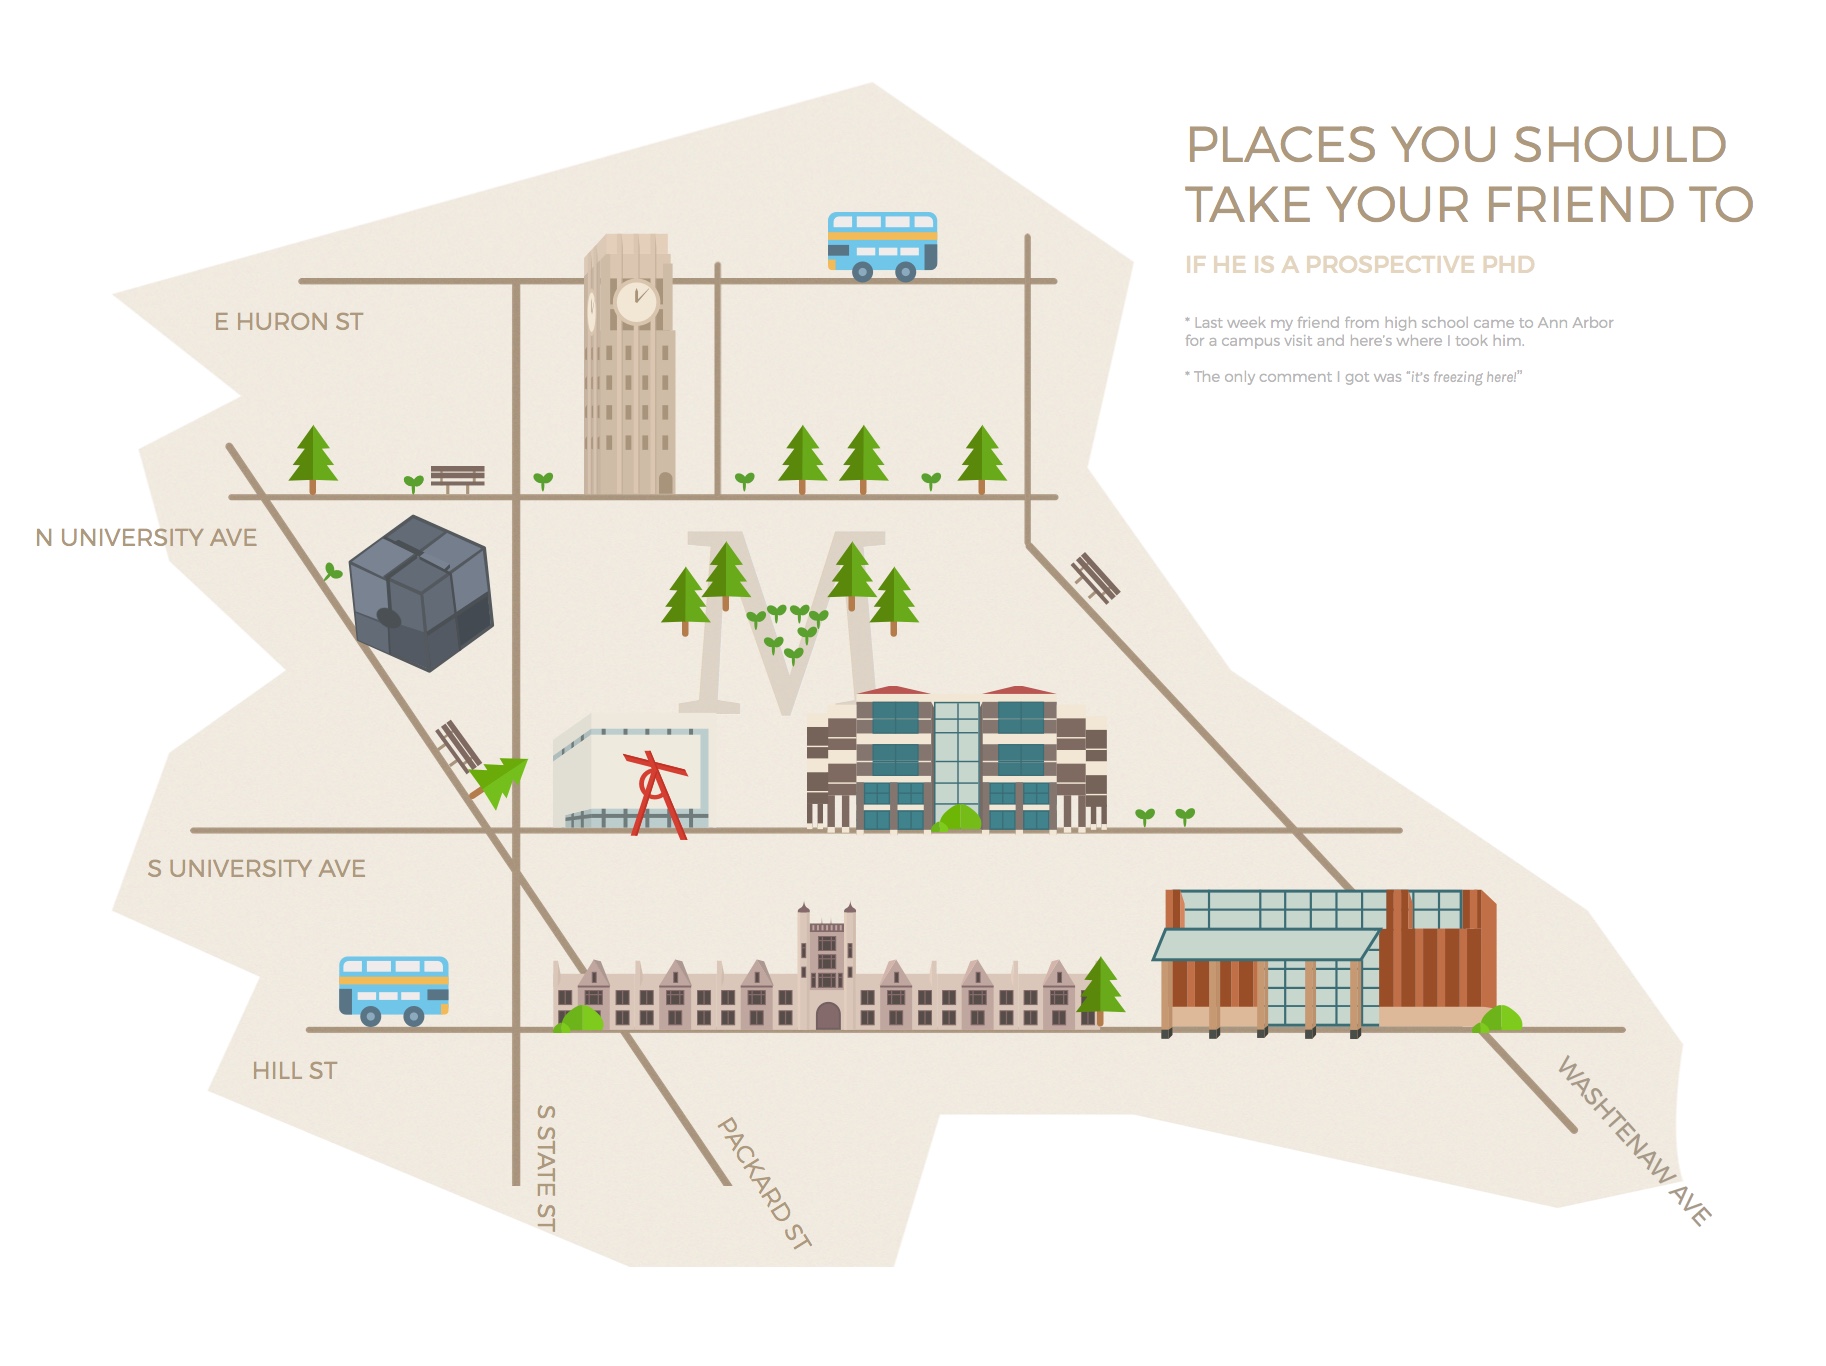 PLACES YOU SHOULD
TAKE YOUR FRIEND TO
IF HE IS A PROSPECTIVE PHD
* Last week my friend from high school came to Ann Arbor
for a campus visit and here's where I took him.
* The only comment I got was "it's freezing here!"
E HURON ST
N UNIVERSITY AVE
M
S UNIVERSITY AVE
HILL ST
S STATE ST
PACKARD ST
WASHTENAW AVE